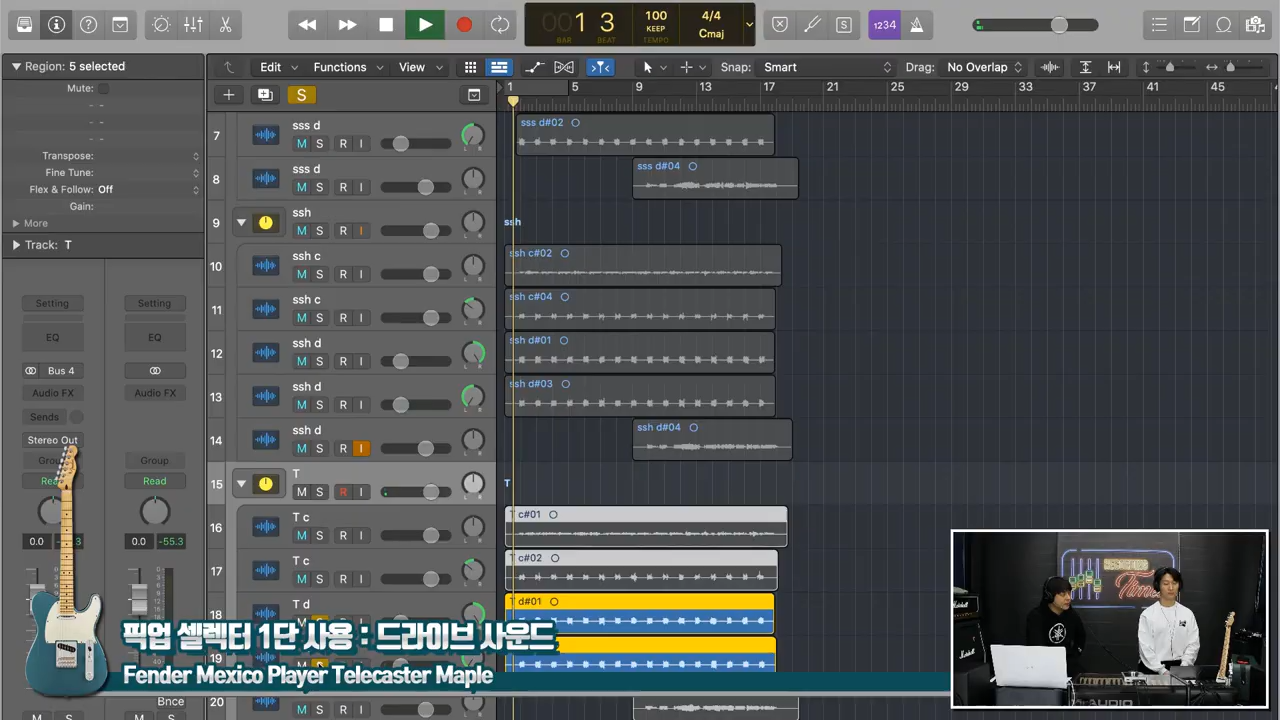 1 3
BAR BEAT
100
KEEP
TEMPO
4/4
Cmaj
1234
Region: 5 selected
Mute:
Transpose:
Fine Tune:
Flex & Follow: Off
Gain:
More
Track: T
Edit
Functions
View
Snap: Smart
Drag: No Overlap
S
1 5 9 13 17 21 25 29 33 37 41 45
7 sss d
M S R I
sss d#02
8 sss d
M S R I
sss d#04
9 ssh
M S R I
ssh
10 ssh c
M S R I
ssh c#02
11 ssh c
M S R I
ssh c#04
12 ssh d
M S R I
ssh d#01
13 ssh d
M S R I
ssh d#03
14 ssh d
M S R I
ssh d#04
15 T
M S R I
T
16 T c
M S R I
T c#01
17 T c
M S R I
T c#02
18 T d
T d#01
19
20
M S R I
Setting Setting
EQ EQ
Bus 4
Audio FX Audio FX
Sends
Stereo Out
Group Group
Read Read
0.0 0.0 -55.3
Bnce
M S M S
픽업 셀렉터 1단 사용 : 드라이브 사운드
Fender Mexico Player Telecaster Maple
Marshall
Time